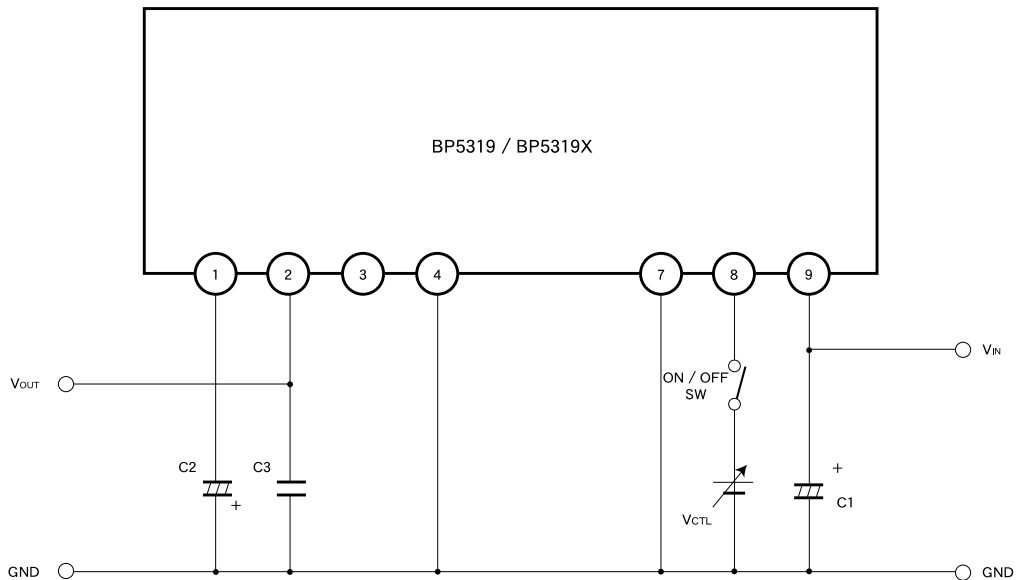 BP5319 / BP5319X
1 2 3 4 7 8 9
VIN
ON / OFF
SW
VOUT
C2 C3
+
+
C1
VCTL
GND GND